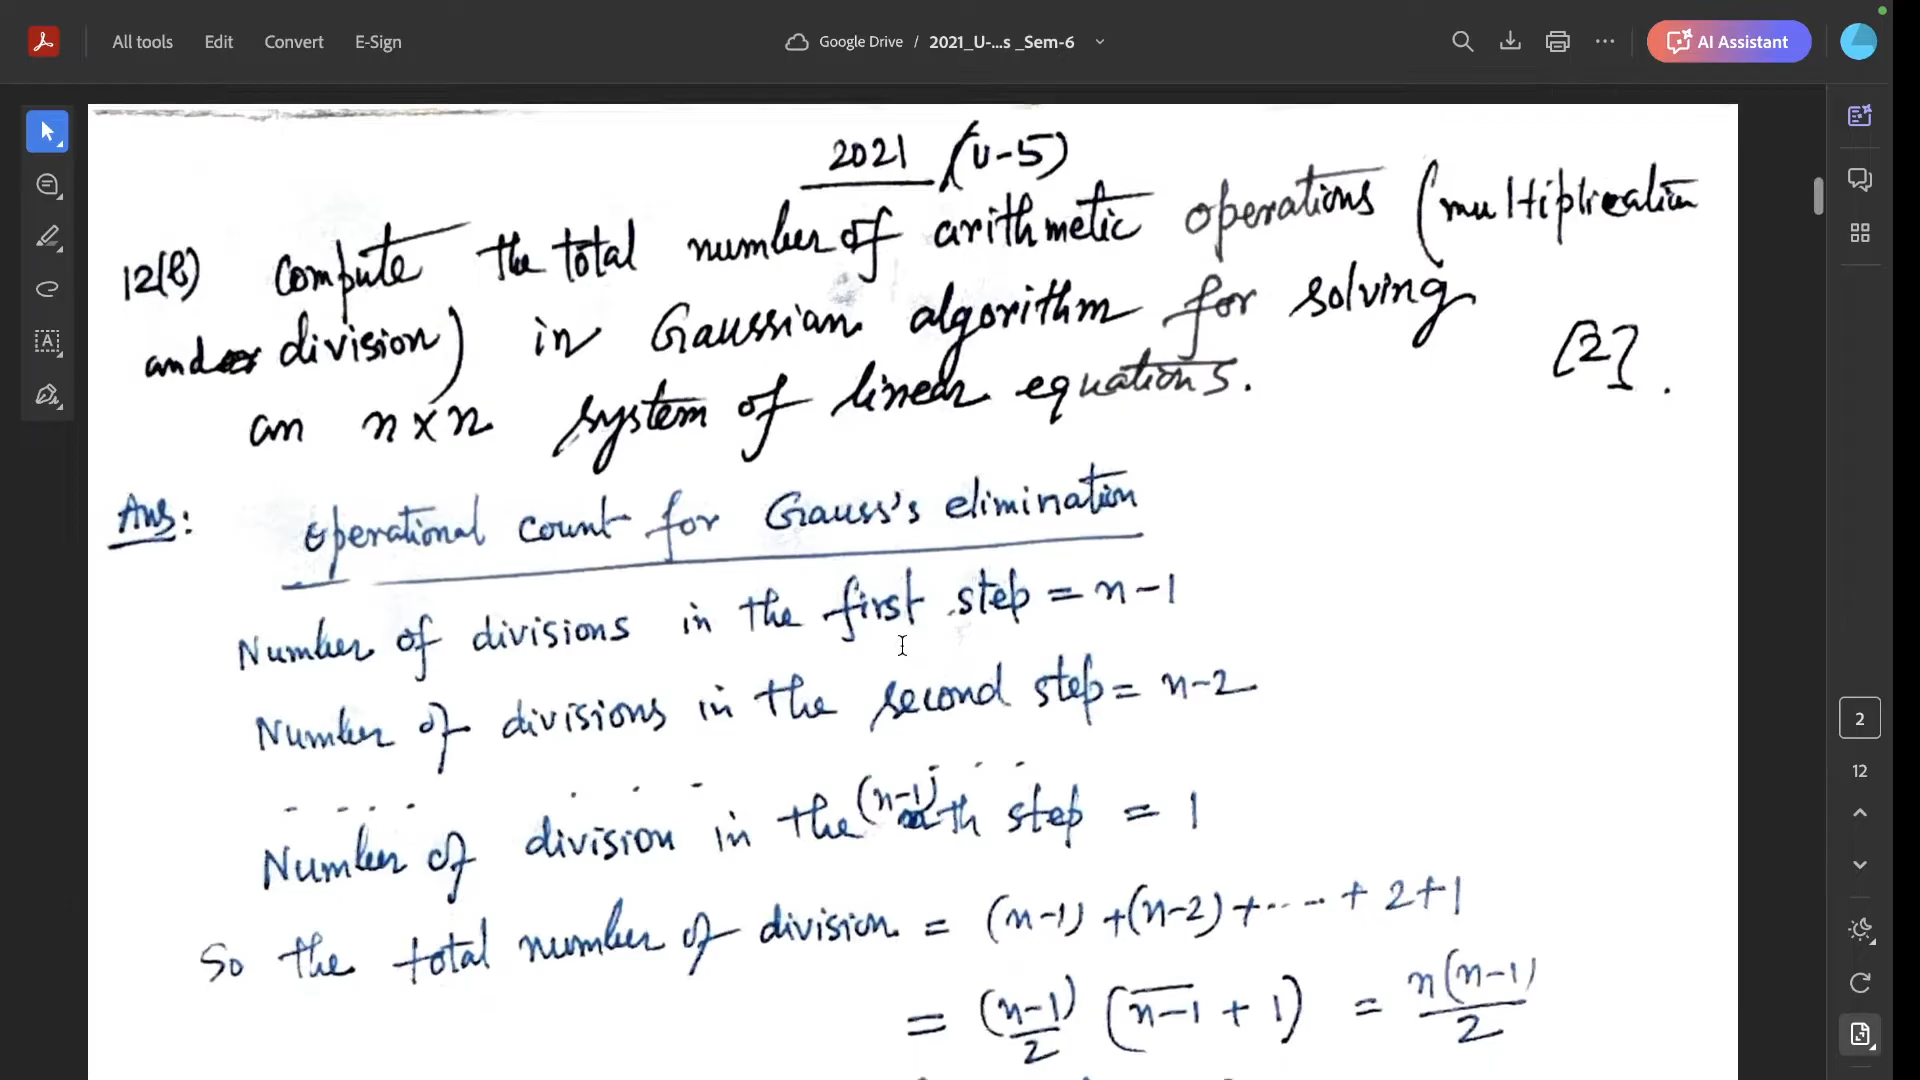 All tools Edit Convert E-Sign
Google Drive / 2021_U-...s _Sem-6
AI Assistant
2021 (U-5)
12(b) Compute the total number of arithmetic operations (multiplication
and division) in Gaussian algorithm for solving
an n×n system of linear equations. [2].
Ans: Operational count for Gauss's elimination
Number of divisions in the first step = n-1
Number of divisions in the second step = n-2
- - - - . . - - - -
Number of division in the (n-1)th step = 1
So the total number of division = (n-1) + (n-2) + ---- + 2+1
= (n-1)/2 (n-1 + 1) = n(n-1)/2
2
12